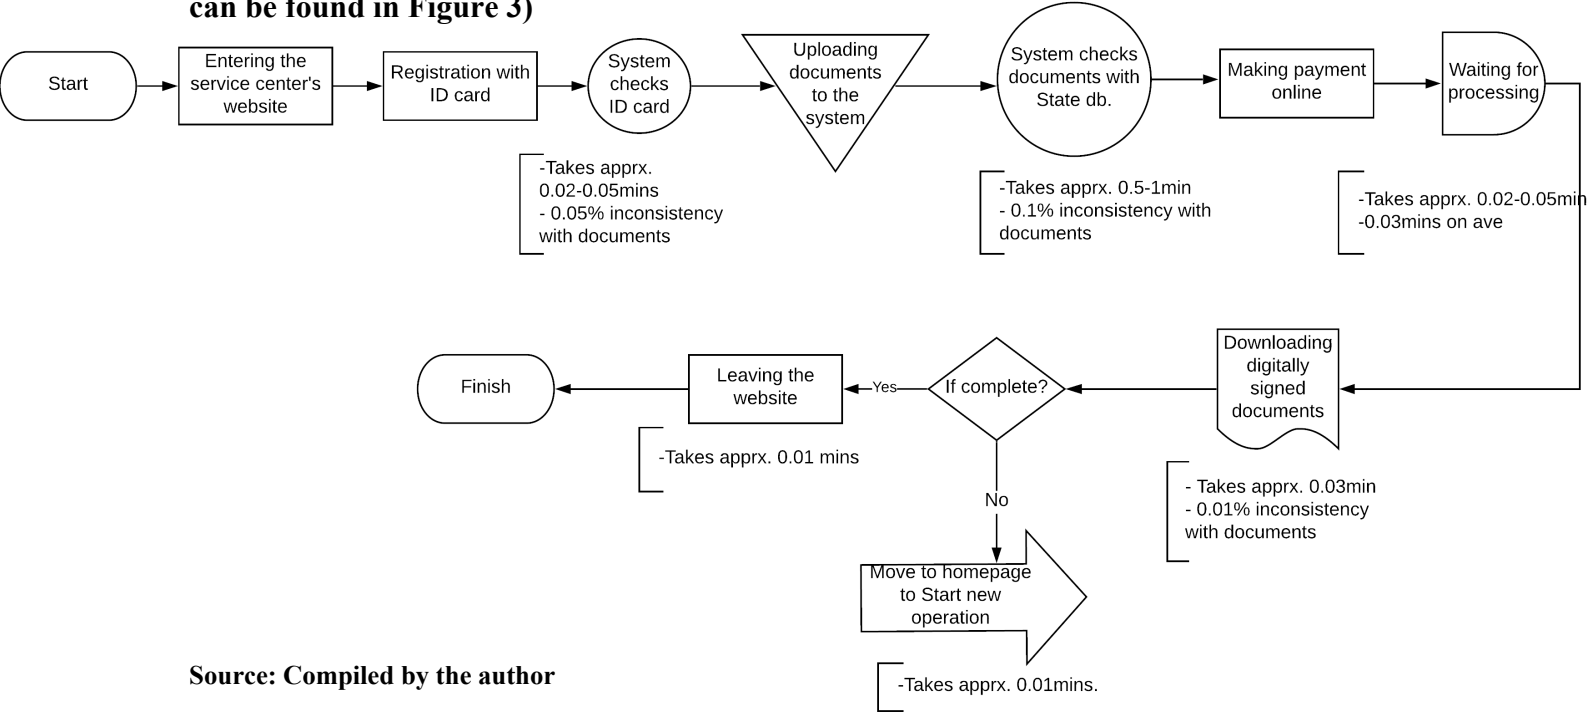 can be found in Figure 3)
Start
Entering the
service center's
website
Registration with
ID card
System
checks
ID card
Uploading
documents
to the
system
System checks
documents with
State db.
Making payment
online
Waiting for
processing
-Takes apprx.
0.02-0.05mins
- 0.05% inconsistency
with documents
-Takes apprx. 0.5-1min
- 0.1% inconsistency with
documents
-Takes apprx. 0.02-0.05min
-0.03mins on ave
Downloading
digitally
signed
documents
If complete?
Yes
Leaving the
website
Finish
-Takes apprx. 0.01 mins
- Takes apprx. 0.03min
- 0.01% inconsistency
with documents
No
Move to homepage
to Start new
operation
-Takes apprx. 0.01mins.
Source: Compiled by the author